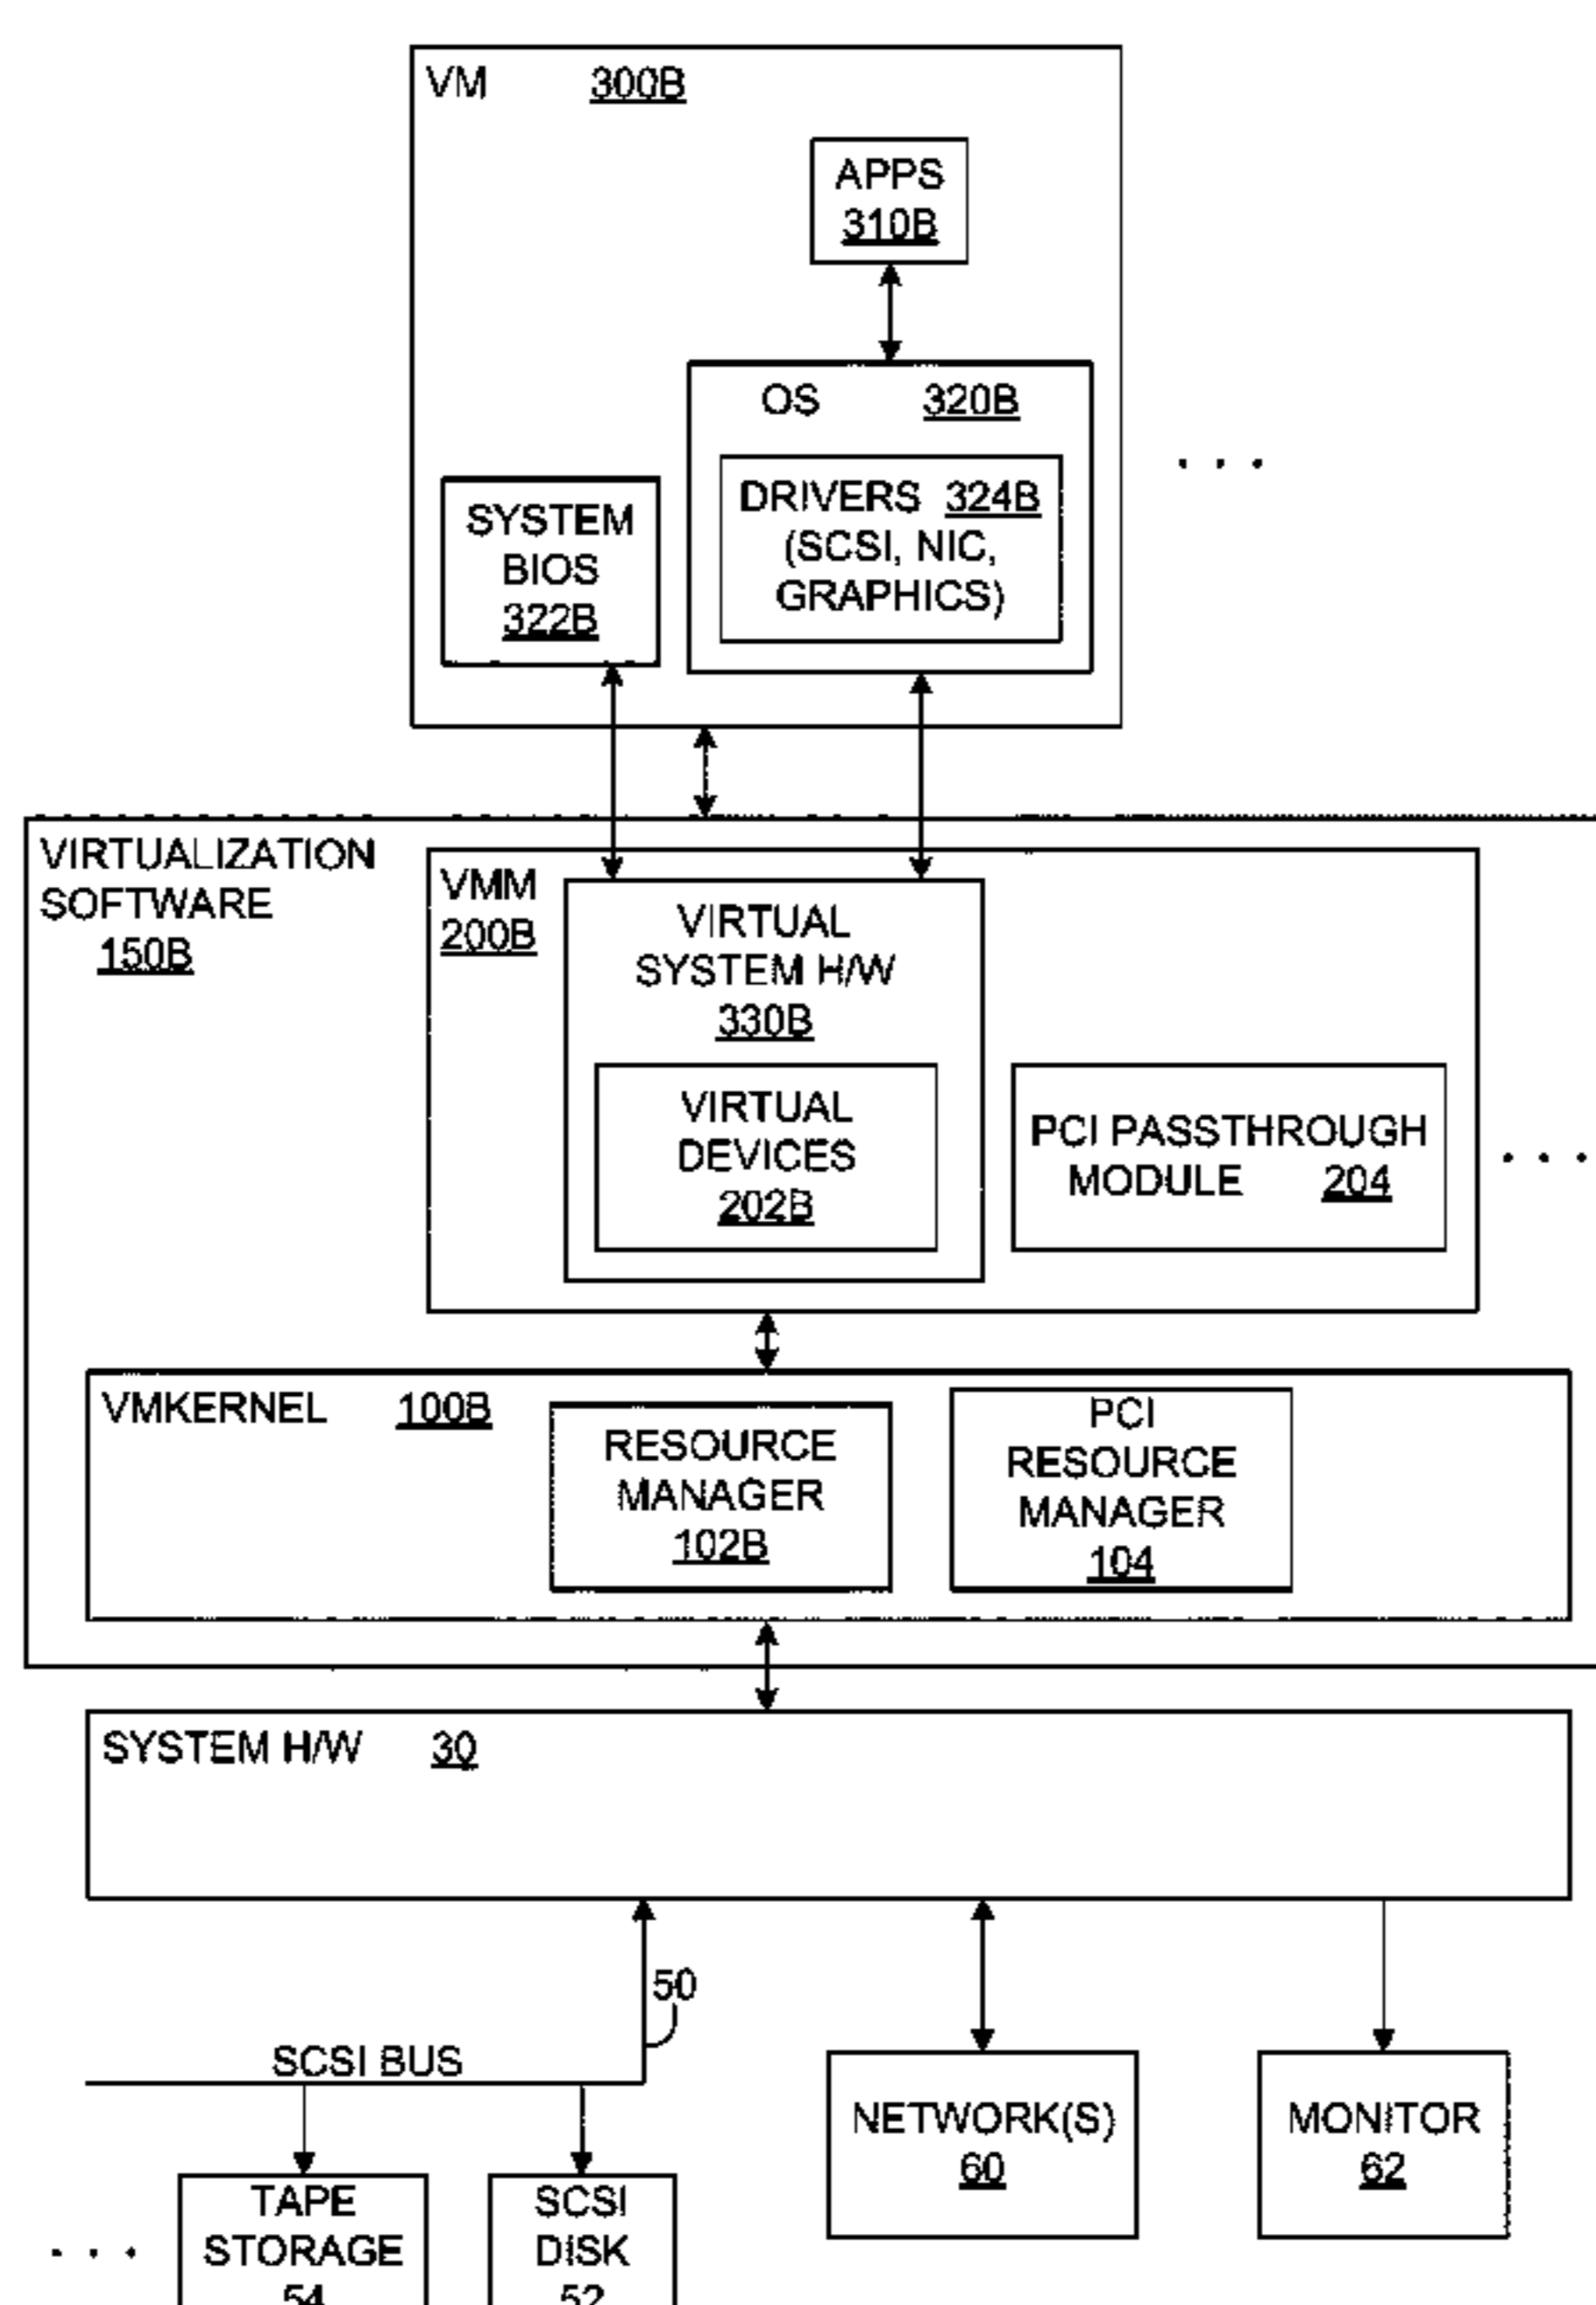 VM 300B
APPS
310B
OS 320B
DRIVERS 324B
(SCSI, NIC,
GRAPHICS)
SYSTEM
BIOS
322B
. . .
VIRTUALIZATION
SOFTWARE
150B
VMM
200B
VIRTUAL
SYSTEM H/W
330B
VIRTUAL
DEVICES
202B
PCI PASSTHROUGH
MODULE 204
. . .
VMKERNEL 100B
RESOURCE
MANAGER
102B
PCI
RESOURCE
MANAGER
104
SYSTEM H/W 30
50
SCSI BUS
NETWORK(S)
60
MONITOR
62
. . .
TAPE
STORAGE
54
SCSI
DISK
52